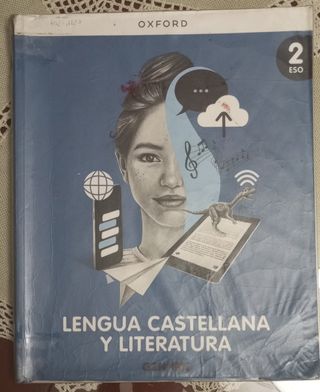 OXFORD
2
ESO
LENGUA CASTELLANA
Y LITERATURA